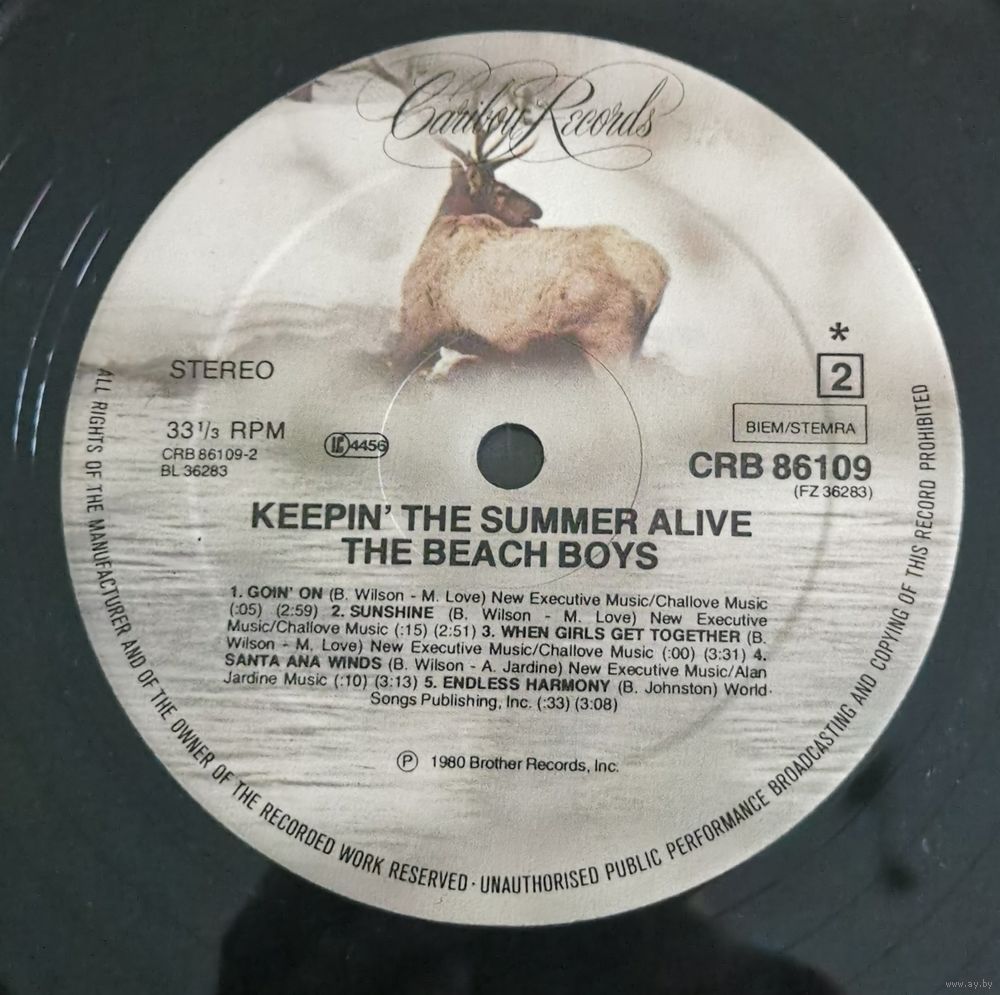 Caribou Records
STEREO
33 1/3 RPM
CRB 86109-2
BL 36283
LC 4456
*
2
BIEM/STEMRA
CRB 86109
(FZ 36283)
KEEPIN' THE SUMMER ALIVE
THE BEACH BOYS
1. GOIN' ON (B. Wilson - M. Love) New Executive Music/Challove Music
(:05) (2:59) 2. SUNSHINE (B. Wilson - M. Love) New Executive
Music/Challove Music (:15) (2:51) 3. WHEN GIRLS GET TOGETHER (B.
Wilson - M. Love) New Executive Music/Challove Music (:00) (3:31) 4.
SANTA ANA WINDS (B. Wilson - A. Jardine) New Executive Music/Alan
Jardine Music (:10) (3:13) 5. ENDLESS HARMONY (B. Johnston) World-
Songs Publishing, Inc. (:33) (3:08)
Ⓟ 1980 Brother Records, Inc.
ALL RIGHTS OF THE MANUFACTURER AND OF THE OWNER OF THE RECORDED WORK RESERVED · UNAUTHORISED PUBLIC PERFORMANCE BROADCASTING AND COPYING OF THIS RECORD PROHIBITED
www.ay.by